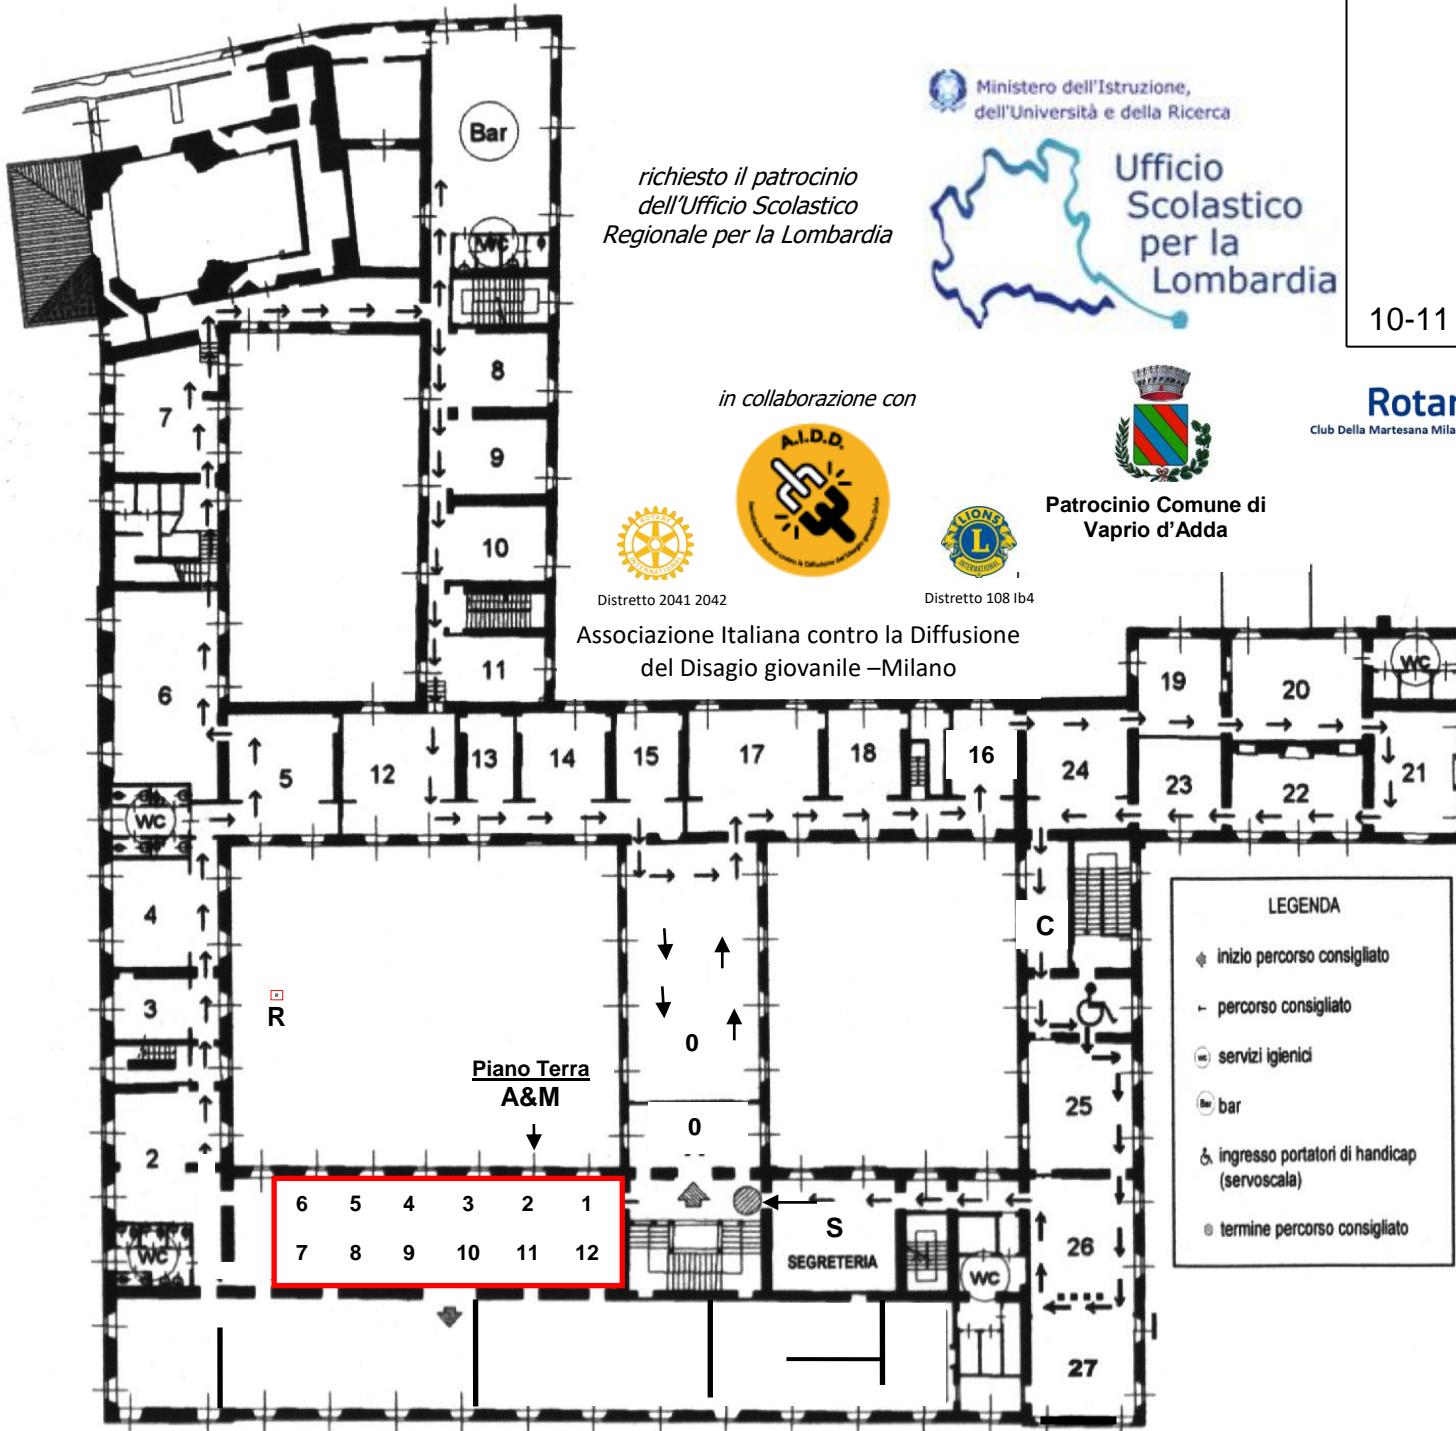 Ministero dell'Istruzione,
dell'Università e della Ricerca
Ufficio
Scolastico
per la
Lombardia
richiesto il patrocinio
dell'Ufficio Scolastico
Regionale per la Lombardia
10-11
in collaborazione con
A.I.D.D.
Rotar
Club Della Martesana Mila
Patrocinio Comune di
Vaprio d'Adda
ROTARY
INTERNATIONAL
LIONS
L
INTERNATIONAL
Distretto 2041 2042
Distretto 108 Ib4
Associazione Italiana contro la Diffusione
del Disagio giovanile –Milano
Bar
WC
8
7
9
10
11
6
19
20
WC
5
12
13
14
15
17
18
16
24
23
22
21
WC
4
3
R
R
C
0
Piano Terra
A&M
0
2
25
6 5 4 3 2 1
7 8 9 10 11 12
WC
S
SEGRETERIA
WC
26
27
LEGENDA
inizio percorso consigliato
percorso consigliato
WC servizi igienici
Bar bar
ingresso portatori di handicap
(servoscala)
termine percorso consigliato